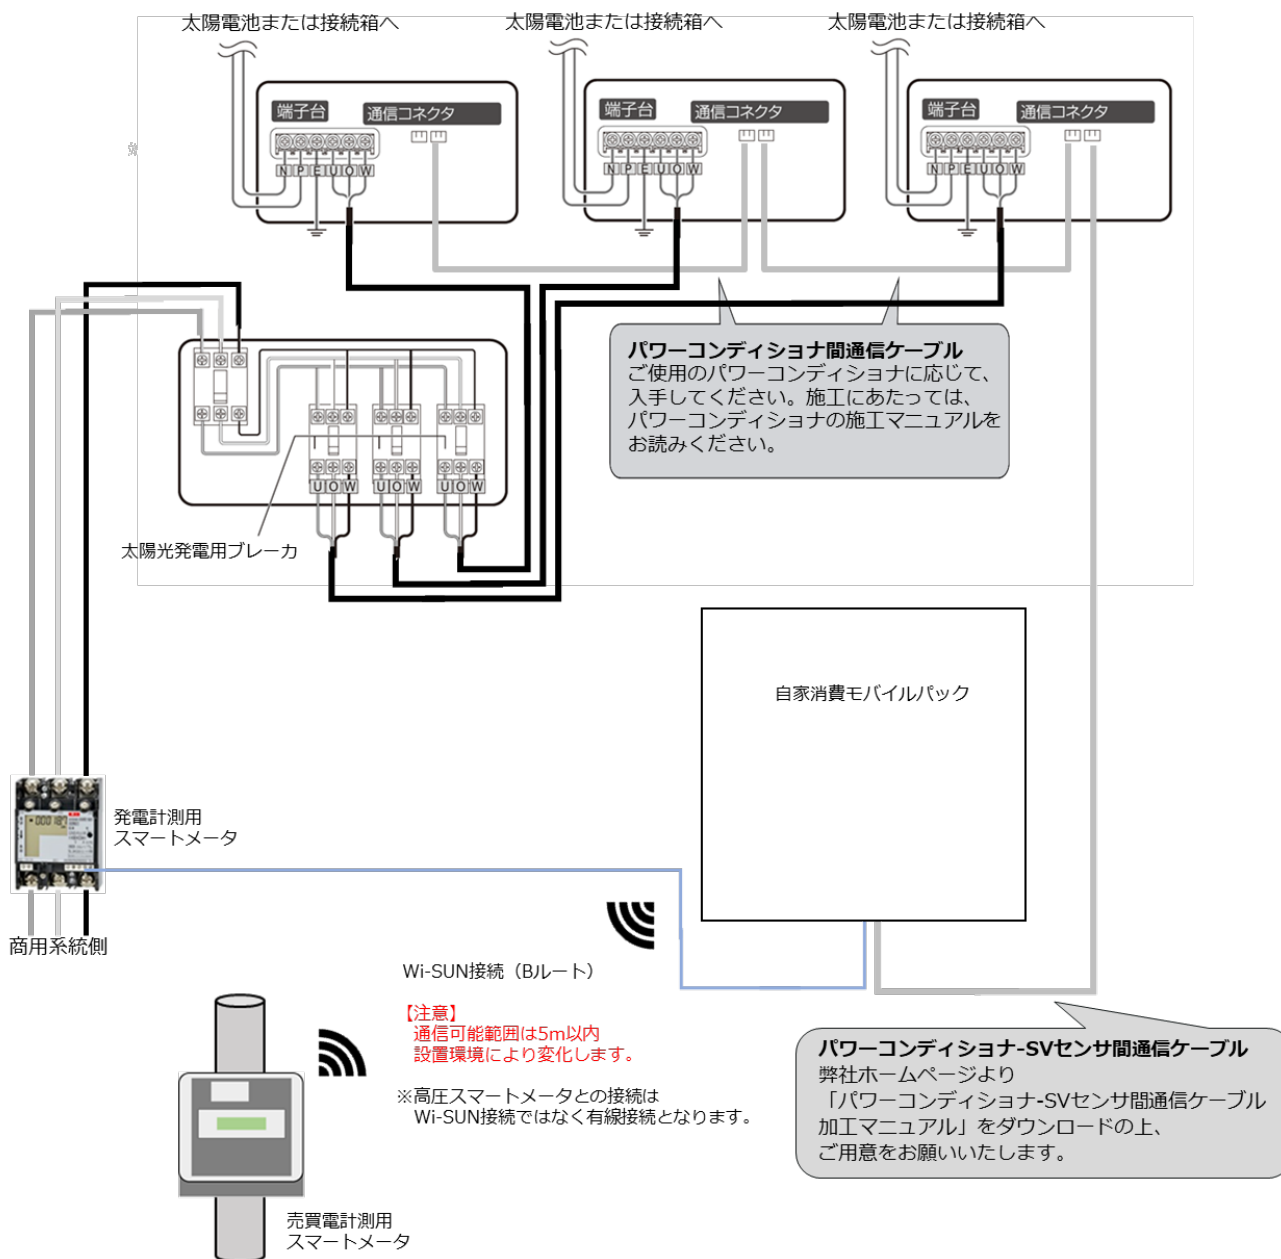 太陽電池または接続箱へ
太陽電池または接続箱へ
太陽電池または接続箱へ
端子台
通信コネクタ
N P E U O W
端子台
通信コネクタ
N P E U O W
端子台
通信コネクタ
N P E U O W
パワーコンディショナ間通信ケーブル
ご使用のパワーコンディショナに応じて、
入手してください。施工にあたっては、
パワーコンディショナの施工マニュアルを
お読みください。
U O W
U O W
U O W
太陽光発電用ブレーカ
自家消費モバイルパック
発電計測用
スマートメータ
商用系統側
Wi-SUN接続（Bルート）
【注意】
通信可能範囲は5m以内
設置環境により変化します。
※高圧スマートメータとの接続は
Wi-SUN接続ではなく有線接続となります。
パワーコンディショナ-SVセンサ間通信ケーブル
弊社ホームページより
「パワーコンディショナ-SVセンサ間通信ケーブル
加工マニュアル」をダウンロードの上、
ご用意をお願いいたします。
売買電計測用
スマートメータ